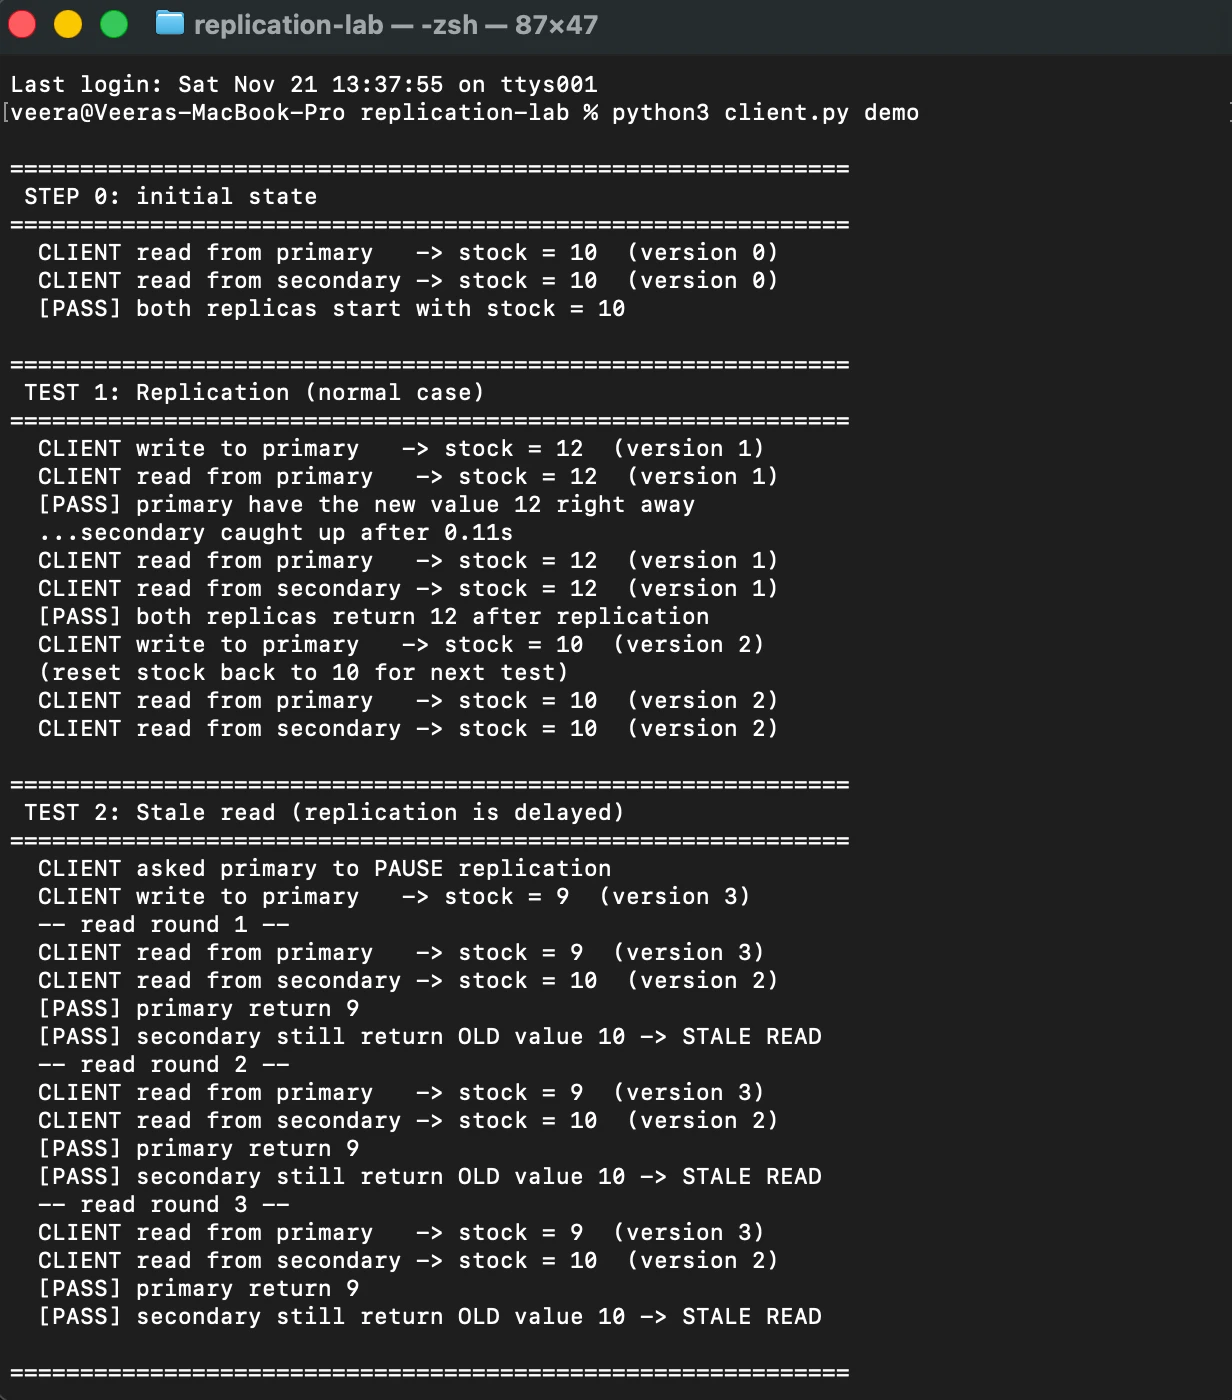 replication-lab — -zsh — 87×47
Last login: Sat Nov 21 13:37:55 on ttys001
[veera@Veeras-MacBook-Pro replication-lab % python3 client.py demo ]
============================================================
 STEP 0: initial state
============================================================
  CLIENT read from primary   -> stock = 10  (version 0)
  CLIENT read from secondary -> stock = 10  (version 0)
  [PASS] both replicas start with stock = 10
============================================================
 TEST 1: Replication (normal case)
============================================================
  CLIENT write to primary   -> stock = 12  (version 1)
  CLIENT read from primary   -> stock = 12  (version 1)
  [PASS] primary have the new value 12 right away
  ...secondary caught up after 0.11s
  CLIENT read from primary   -> stock = 12  (version 1)
  CLIENT read from secondary -> stock = 12  (version 1)
  [PASS] both replicas return 12 after replication
  CLIENT write to primary   -> stock = 10  (version 2)
  (reset stock back to 10 for next test)
  CLIENT read from primary   -> stock = 10  (version 2)
  CLIENT read from secondary -> stock = 10  (version 2)
============================================================
 TEST 2: Stale read (replication is delayed)
============================================================
  CLIENT asked primary to PAUSE replication
  CLIENT write to primary   -> stock = 9  (version 3)
  -- read round 1 --
  CLIENT read from primary   -> stock = 9  (version 3)
  CLIENT read from secondary -> stock = 10  (version 2)
  [PASS] primary return 9
  [PASS] secondary still return OLD value 10 -> STALE READ
  -- read round 2 --
  CLIENT read from primary   -> stock = 9  (version 3)
  CLIENT read from secondary -> stock = 10  (version 2)
  [PASS] primary return 9
  [PASS] secondary still return OLD value 10 -> STALE READ
  -- read round 3 --
  CLIENT read from primary   -> stock = 9  (version 3)
  CLIENT read from secondary -> stock = 10  (version 2)
  [PASS] primary return 9
  [PASS] secondary still return OLD value 10 -> STALE READ
============================================================